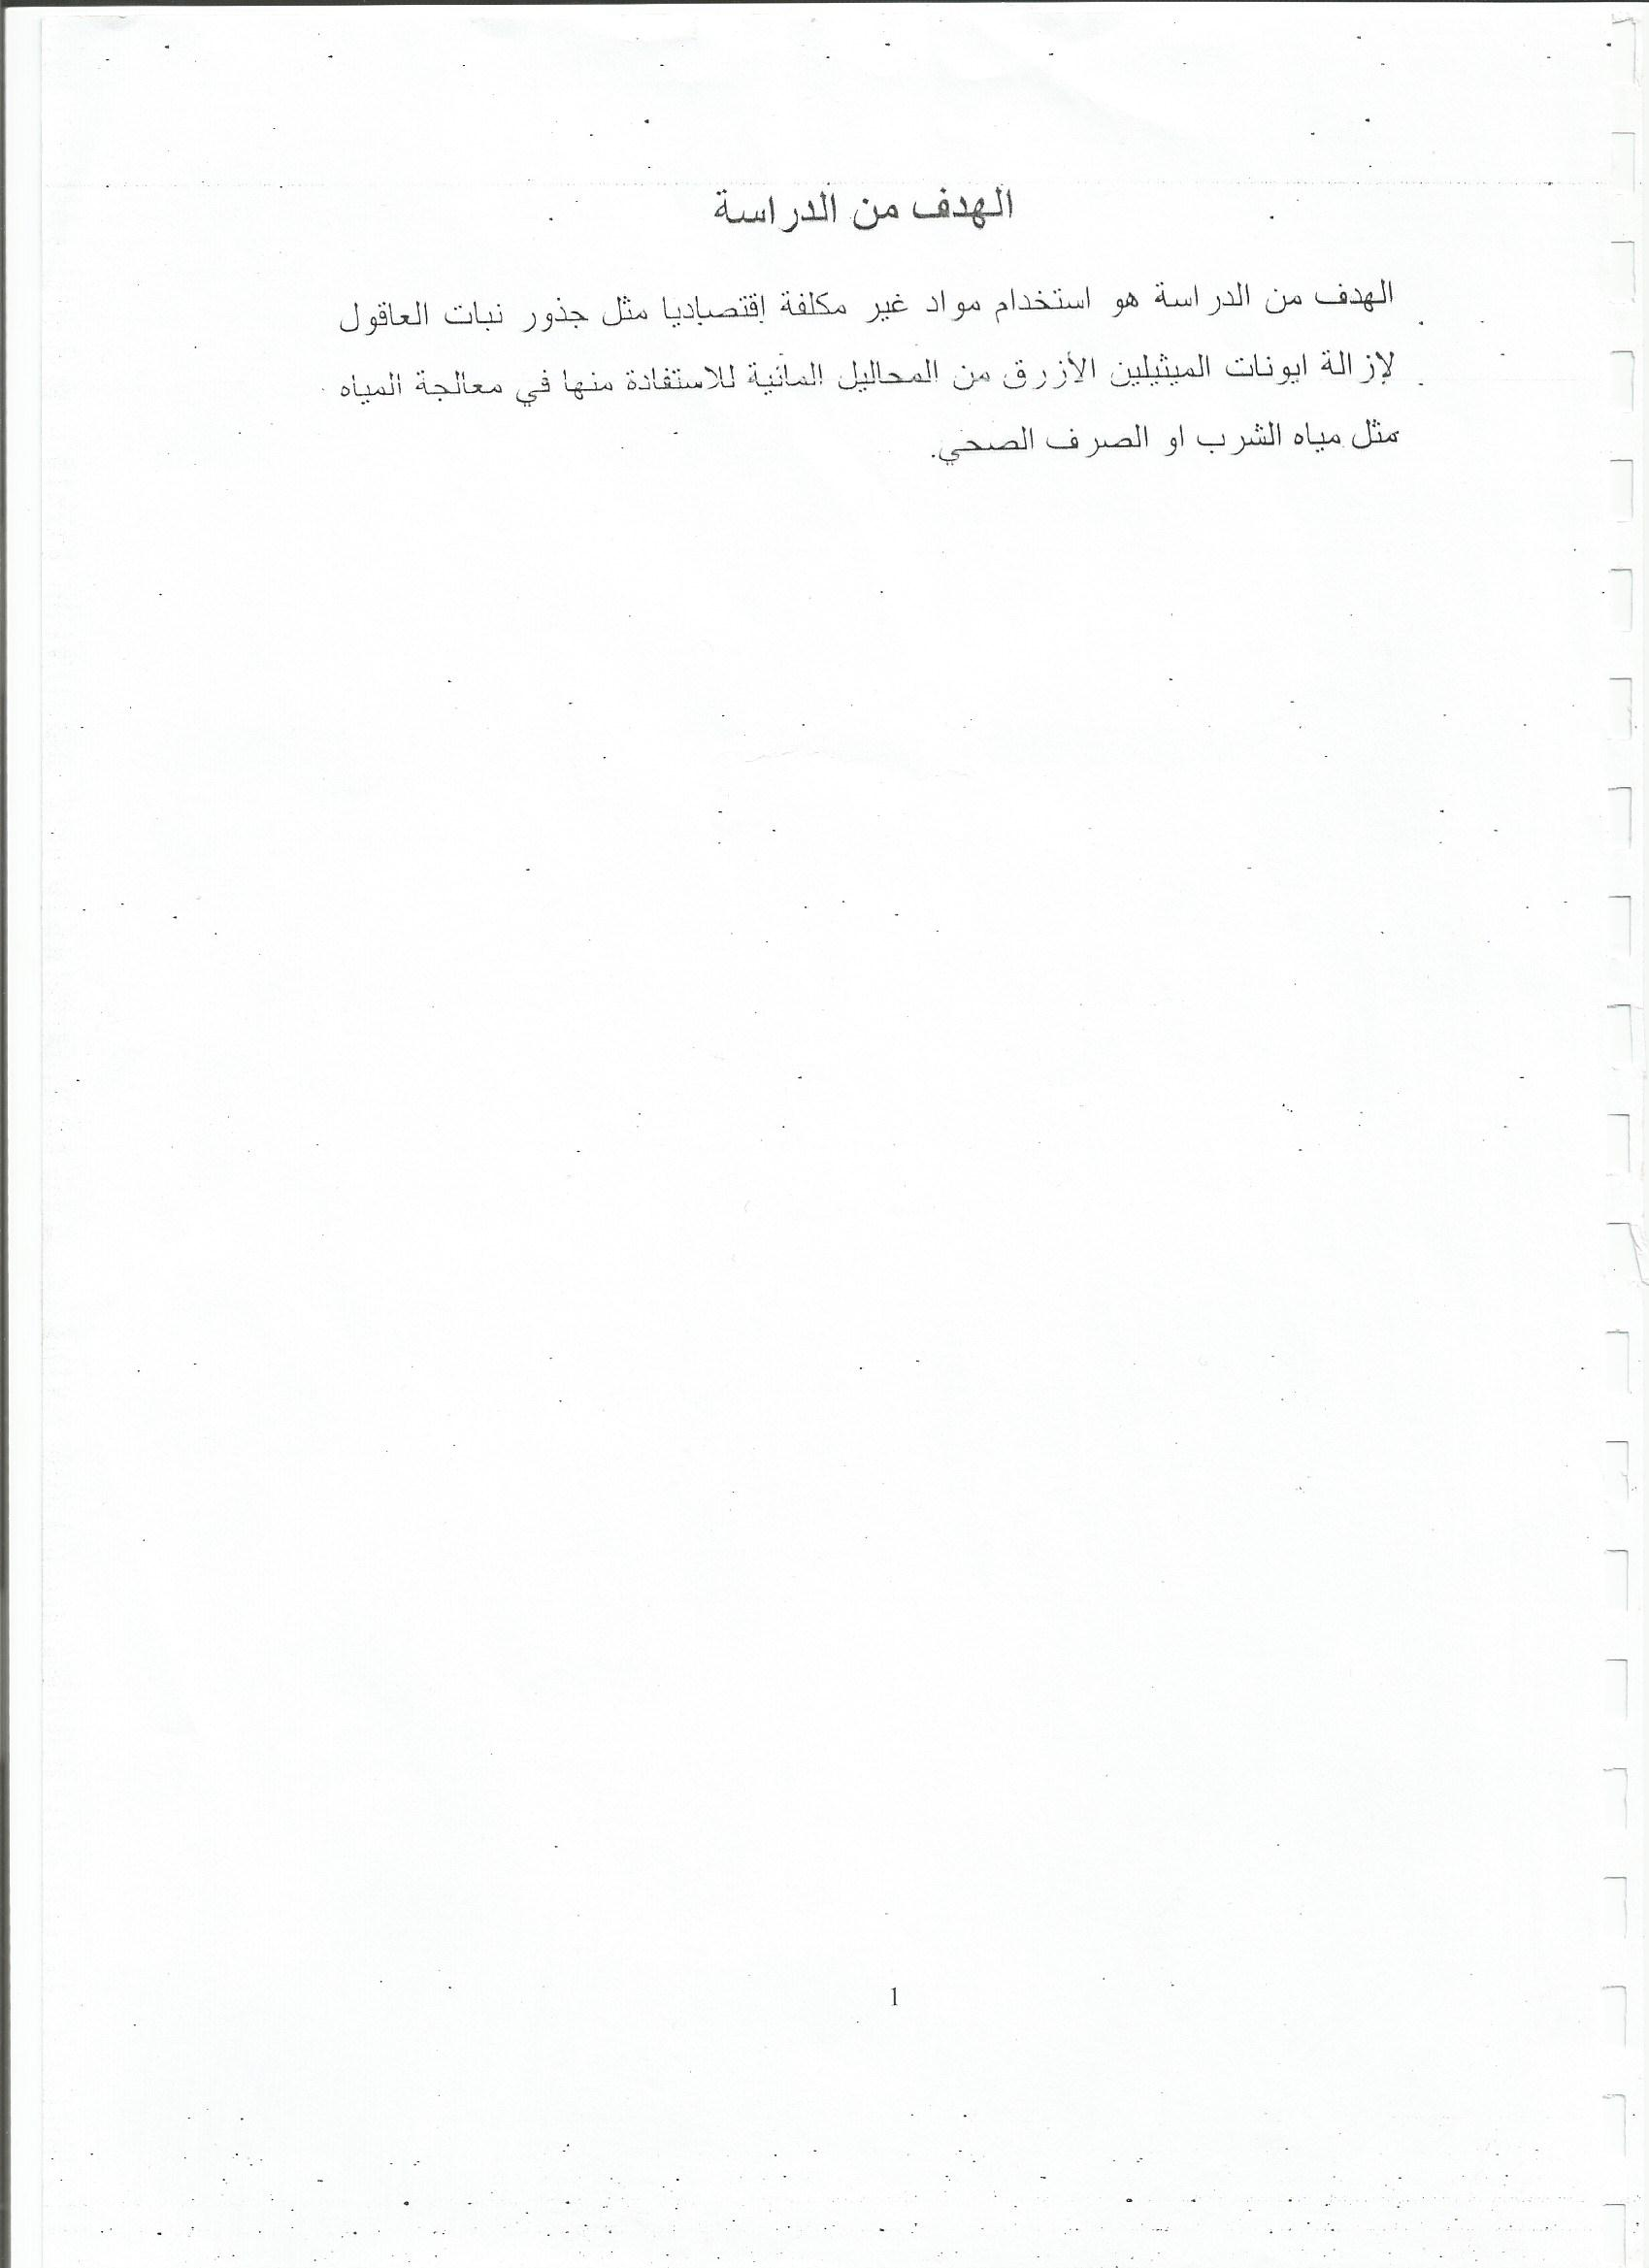 الهدف من الدراسة
الهدف من الدراسة هو استخدام مواد غير مكلفة إقتصاديا مثل جذور نبات العاقول
لإزالة ايونات الميثيلين الأزرق من المحاليل المائية للاستفادة منها في معالجة المياه
مثل مياه الشرب او الصرف الصحي.
1